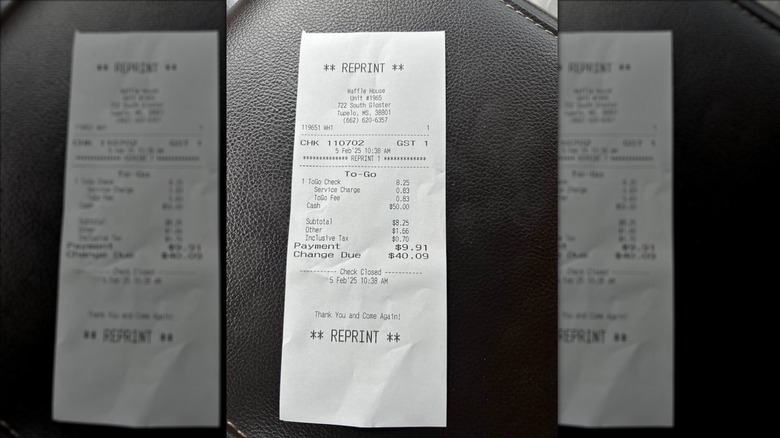 ** REPRINT **
Waffle House
Unit #1965
722 South Gloster
Tupelo, MS, 38801
(662) 620-6357
119651 WH1 1
CHK 110702 GST 1
5 Feb'25 10:38 AM
************* REPRINT 1 *************
To-Go
1 ToGo Check 8.25
Service Charge 0.83
ToGo Fee 0.83
Cash $50.00
Subtotal $8.25
Other $1.66
Inclusive Tax $0.70
Payment $9.91
Change Due $40.09
----------- Check Closed -----------
5 Feb'25 10:38 AM
Thank You and Come Again!
** REPRINT **